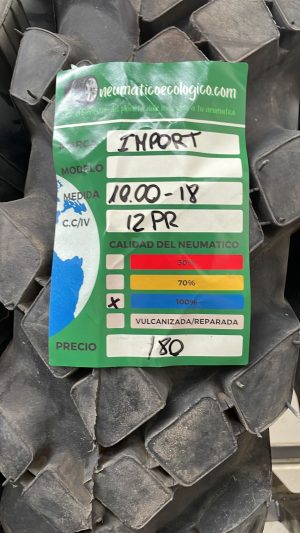 neumaticoecologico.com
MARCA IMPORT
MODELO
MEDIDA 10.00-18
C.C/IV 12 PR
CALIDAD DEL NEUMATICO
50%
70%
X 100%
VULCANIZADA/REPARADA
PRECIO 180